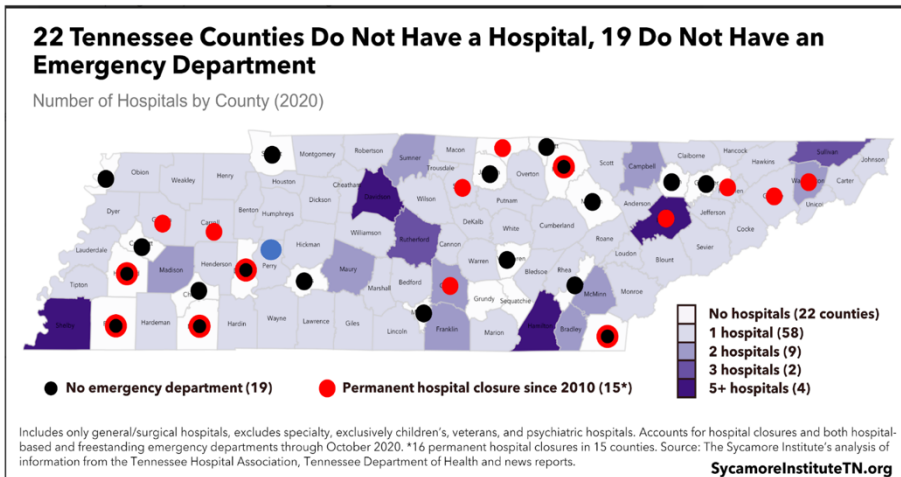 22 Tennessee Counties Do Not Have a Hospital, 19 Do Not Have an
Emergency Department
Number of Hospitals by County (2020)
Robertson
Macon
Sumner
Montgomery
Trousdale
Obion
Weakley
Henry
Houston
Cheatham
Davidson
Wilson
Overton
Putnam
Scott
Campbell
Claiborne
Hancock
Hawkins
Sullivan
Johnson
Carter
Unicoi
Dyer
Benton
Humphreys
Dickson
Carroll
Williamson
Rutherford
DeKalb
White
Cumberland
Anderson
Jefferson
Cocke
Lauderdale
Hickman
Cannon
Roane
Sevier
Tipton
Madison
Henderson
Perry
Maury
Bedford
Warren
Bledsoe
Rhea
Loudon
Blount
Marshall
Grundy
Sequatchie
McMinn
Monroe
Shelby
Hardeman
Hardin
Wayne
Lawrence
Giles
Lincoln
Franklin
Marion
Hamilton
Bradley
No hospitals (22 counties)
1 hospital (58)
2 hospitals (9)
3 hospitals (2)
5+ hospitals (4)
No emergency department (19)
Permanent hospital closure since 2010 (15*)
Includes only general/surgical hospitals, excludes specialty, exclusively children's, veterans, and psychiatric hospitals. Accounts for hospital closures and both hospital-
based and freestanding emergency departments through October 2020. *16 permanent hospital closures in 15 counties. Source: The Sycamore Institute's analysis of
information from the Tennessee Hospital Association, Tennessee Department of Health and news reports.
SycamoreInstituteTN.org